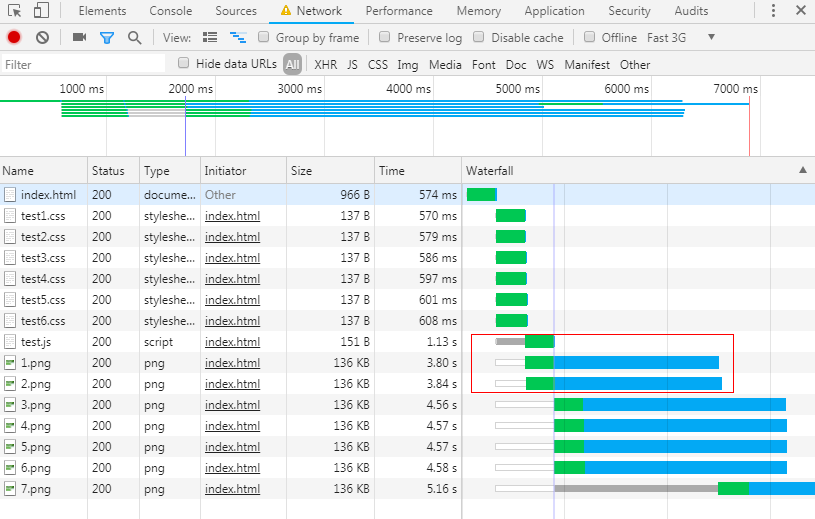 Elements Console Sources Network Performance Memory Application Security Audits
View: Group by frame Preserve log Disable cache Offline Fast 3G
Filter Hide data URLs All XHR JS CSS Img Media Font Doc WS Manifest Other
1000 ms 2000 ms 3000 ms 4000 ms 5000 ms 6000 ms 7000 ms
Name Status Type Initiator Size Time Waterfall
index.html 200 docume... Other 966 B 574 ms
test1.css 200 styleshe... index.html 137 B 570 ms
test2.css 200 styleshe... index.html 137 B 579 ms
test3.css 200 styleshe... index.html 137 B 586 ms
test4.css 200 styleshe... index.html 137 B 597 ms
test5.css 200 styleshe... index.html 137 B 601 ms
test6.css 200 styleshe... index.html 137 B 608 ms
test.js 200 script index.html 151 B 1.13 s
1.png 200 png index.html 136 KB 3.80 s
2.png 200 png index.html 136 KB 3.84 s
3.png 200 png index.html 136 KB 4.56 s
4.png 200 png index.html 136 KB 4.57 s
5.png 200 png index.html 136 KB 4.57 s
6.png 200 png index.html 136 KB 4.58 s
7.png 200 png index.html 136 KB 5.16 s